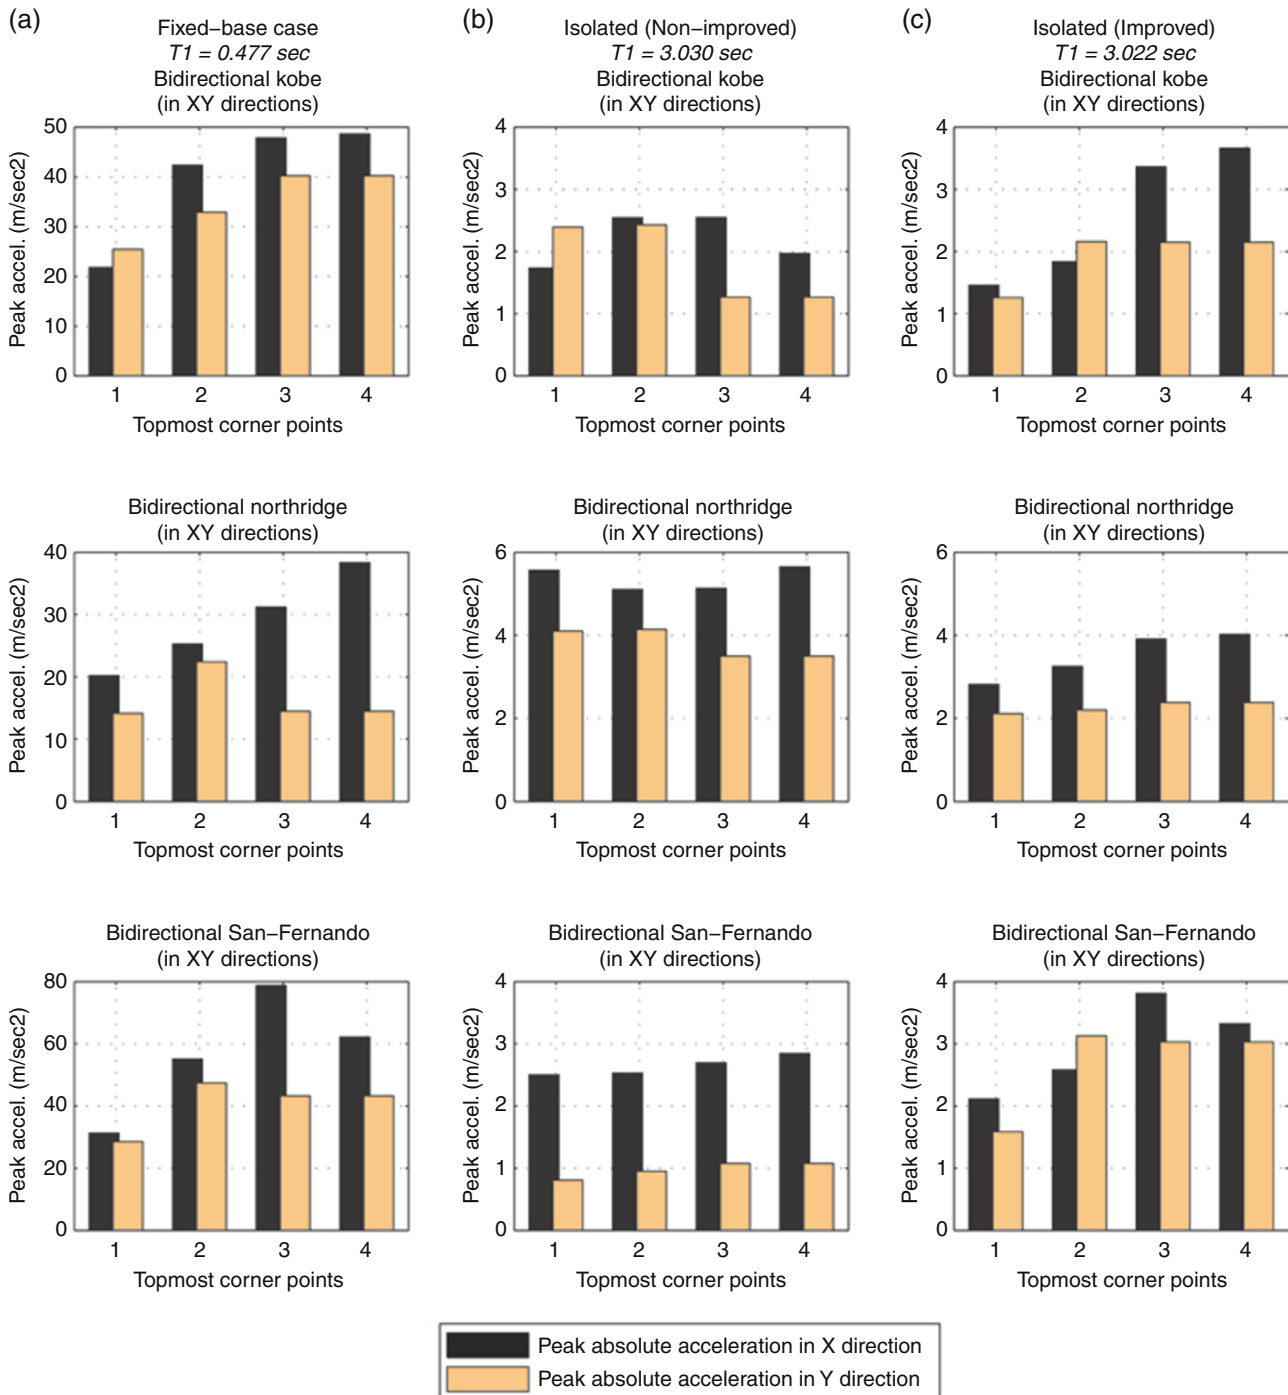 (a)
Fixed-base case
T1 = 0.477 sec
Bidirectional kobe
(in XY directions)
Peak accel. (m/sec2)
50
40
30
20
10
0
1 2 3 4
Topmost corner points
(b)
Isolated (Non-improved)
T1 = 3.030 sec
Bidirectional kobe
(in XY directions)
Peak accel. (m/sec2)
4
3
2
1
0
1 2 3 4
Topmost corner points
(c)
Isolated (Improved)
T1 = 3.022 sec
Bidirectional kobe
(in XY directions)
Peak accel. (m/sec2)
4
3
2
1
0
1 2 3 4
Topmost corner points
Bidirectional northridge
(in XY directions)
Peak accel. (m/sec2)
40
30
20
10
0
1 2 3 4
Topmost corner points
Bidirectional northridge
(in XY directions)
Peak accel. (m/sec2)
6
4
2
0
1 2 3 4
Topmost corner points
Bidirectional northridge
(in XY directions)
Peak accel. (m/sec2)
6
4
2
0
1 2 3 4
Topmost corner points
Bidirectional San-Fernando
(in XY directions)
Peak accel. (m/sec2)
80
60
40
20
0
1 2 3 4
Topmost corner points
Bidirectional San-Fernando
(in XY directions)
Peak accel. (m/sec2)
4
3
2
1
0
1 2 3 4
Topmost corner points
Bidirectional San-Fernando
(in XY directions)
Peak accel. (m/sec2)
4
3
2
1
0
1 2 3 4
Topmost corner points
Peak absolute acceleration in X direction
Peak absolute acceleration in Y direction